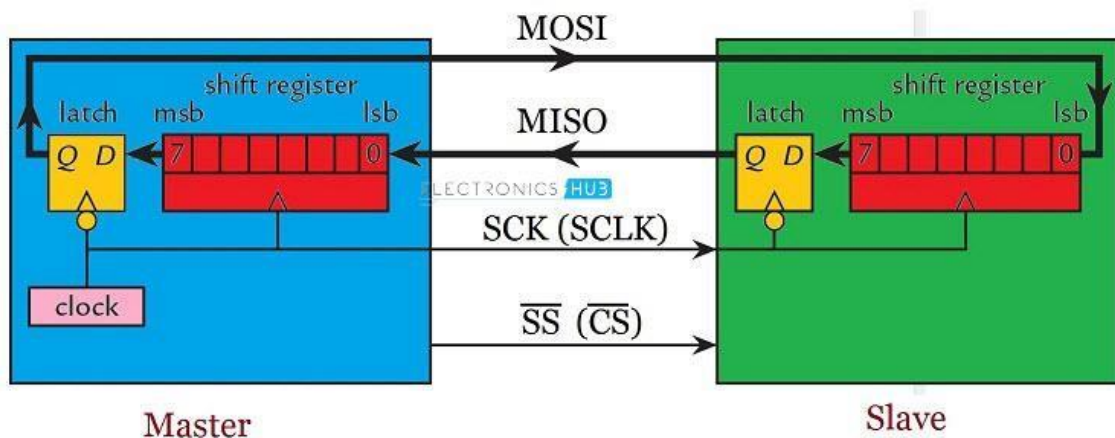 MOSI
shift register
latch msb lsb
Q D 7 0
MISO
shift register
latch msb lsb
Q D 7 0
ELECTRONICS HUB
SCK (SCLK)
clock
SS (CS)
Master
Slave